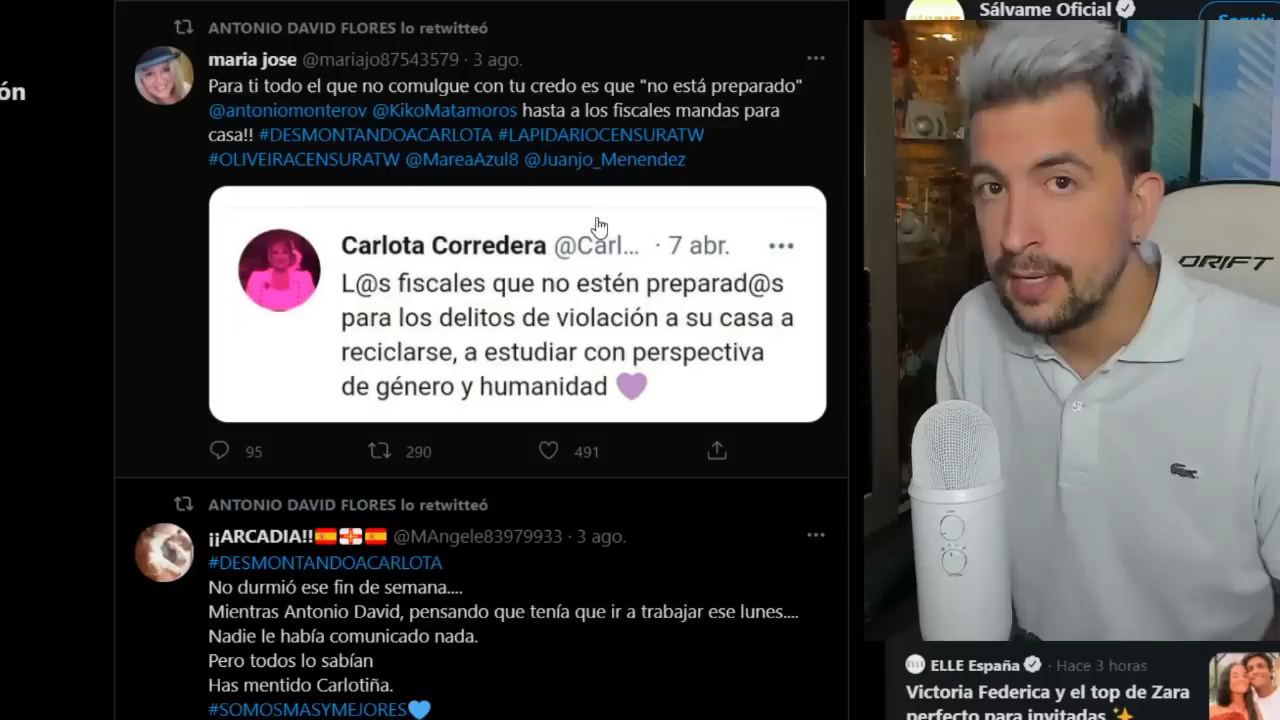 ón
ANTONIO DAVID FLORES lo retwitteó
maria jose @mariajo87543579 · 3 ago.
Para ti todo el que no comulgue con tu credo es que "no está preparado"
@antoniomonterov @KikoMatamoros hasta a los fiscales mandas para
casa!! #DESMONTANDOACARLOTA #LAPIDARIOCENSURATW
#OLIVEIRACENSURATW @MareaAzul8 @Juanjo_Menendez
Carlota Corredera @Carl... · 7 abr.
L@s fiscales que no estén preparad@s
para los delitos de violación a su casa a
reciclarse, a estudiar con perspectiva
de género y humanidad 💜
95 290 491
ANTONIO DAVID FLORES lo retwitteó
¡¡ARCADIA!! @MAngele83979933 · 3 ago.
#DESMONTANDOACARLOTA
No durmió ese fin de semana....
Mientras Antonio David, pensando que tenía que ir a trabajar ese lunes....
Nadie le había comunicado nada.
Pero todos lo sabían
Has mentido Carlotiña.
#SOMOSMASYMEJORES💙
Sálvame Oficial
Seguir
DRIFT
ELLE España · Hace 3 horas
Victoria Federica y el top de Zara
perfecto para invitadas ✨